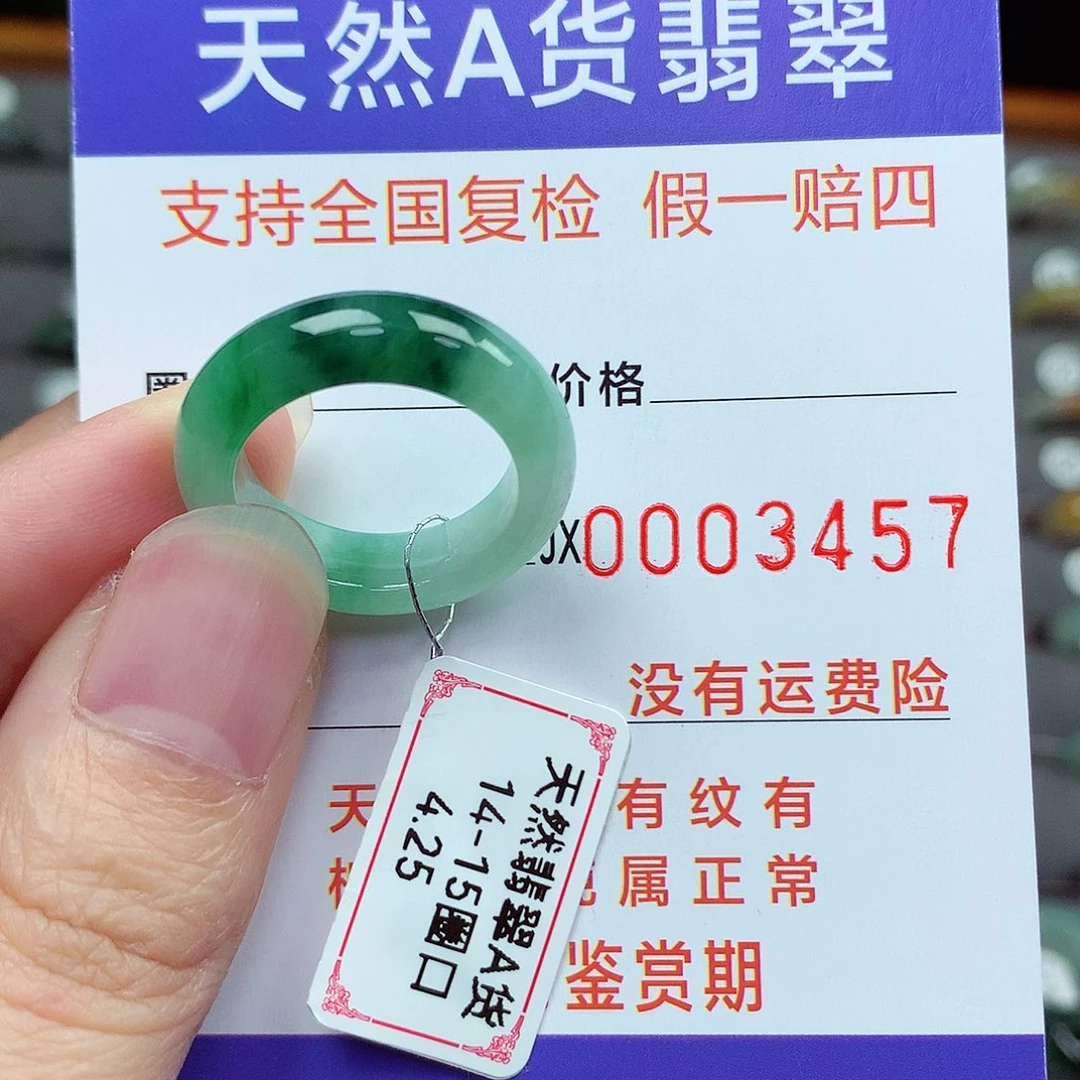 天然A货翡翠
支持全国复检 假一赔四
圈
价格
JX0003457
没有运费险
天 有纹有
属正常
鉴赏期
天然翡翠A货
14-15圈口
4.25